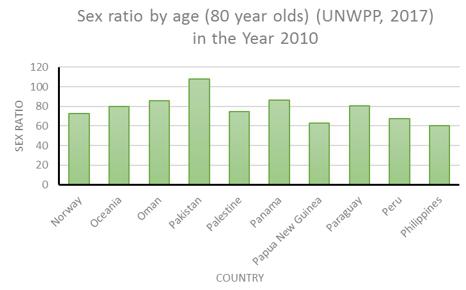 Sex ratio by age (80 year olds) (UNWPP, 2017)
in the Year 2010
SEX RATIO
120
100
80
60
40
20
0
Norway
Oceania
Oman
Pakistan
Palestine
Panama
Papua New Guinea
Paraguay
Peru
Philippines
COUNTRY